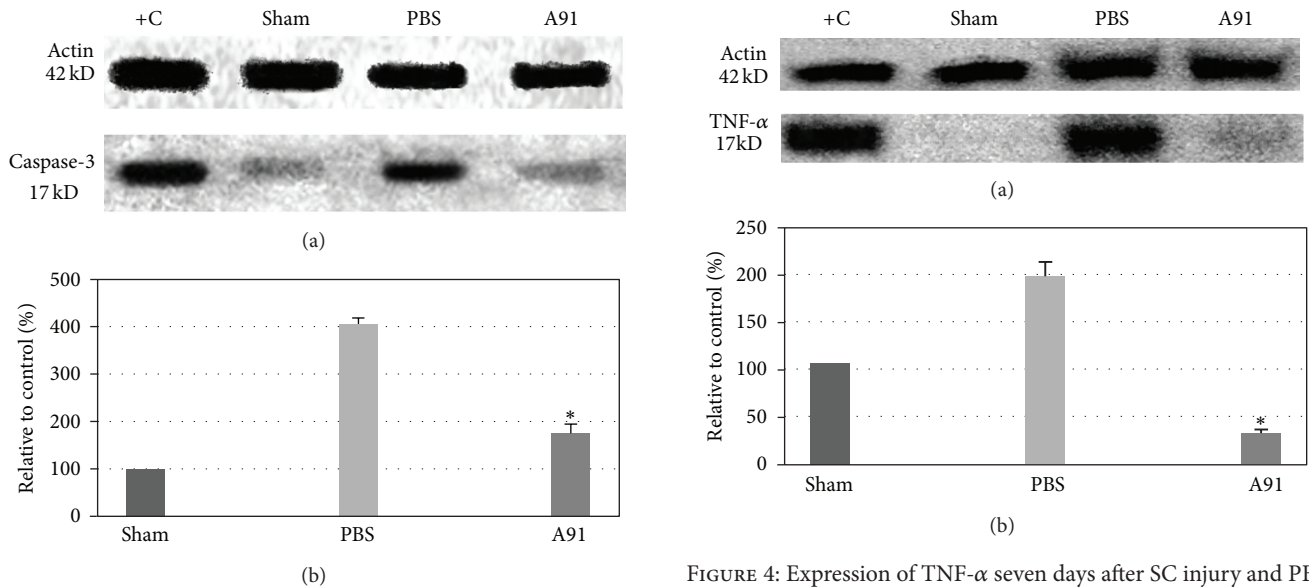 +C Sham PBS A91
Actin
42 kD
Caspase-3
17 kD
(a)
500
400
300
200
100
0
Relative to control (%)
*
Sham PBS A91
(b)
+C Sham PBS A91
Actin
42 kD
TNF-α
17kD
(a)
250
200
150
100
50
0
Relative to control (%)
*
Sham PBS A91
(b)
FIGURE 4: Expression of TNF-α seven days after SC injury and